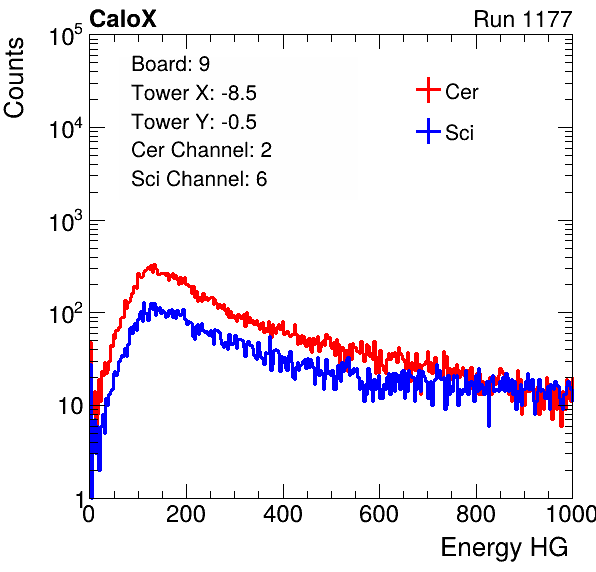 CaloX Run 1177
Counts
10^5
10^4
10^3
10^2
10
1
Board: 9
Tower X: -8.5
Tower Y: -0.5
Cer Channel: 2
Sci Channel: 6
Cer
Sci
0 200 400 600 800 1000
Energy HG